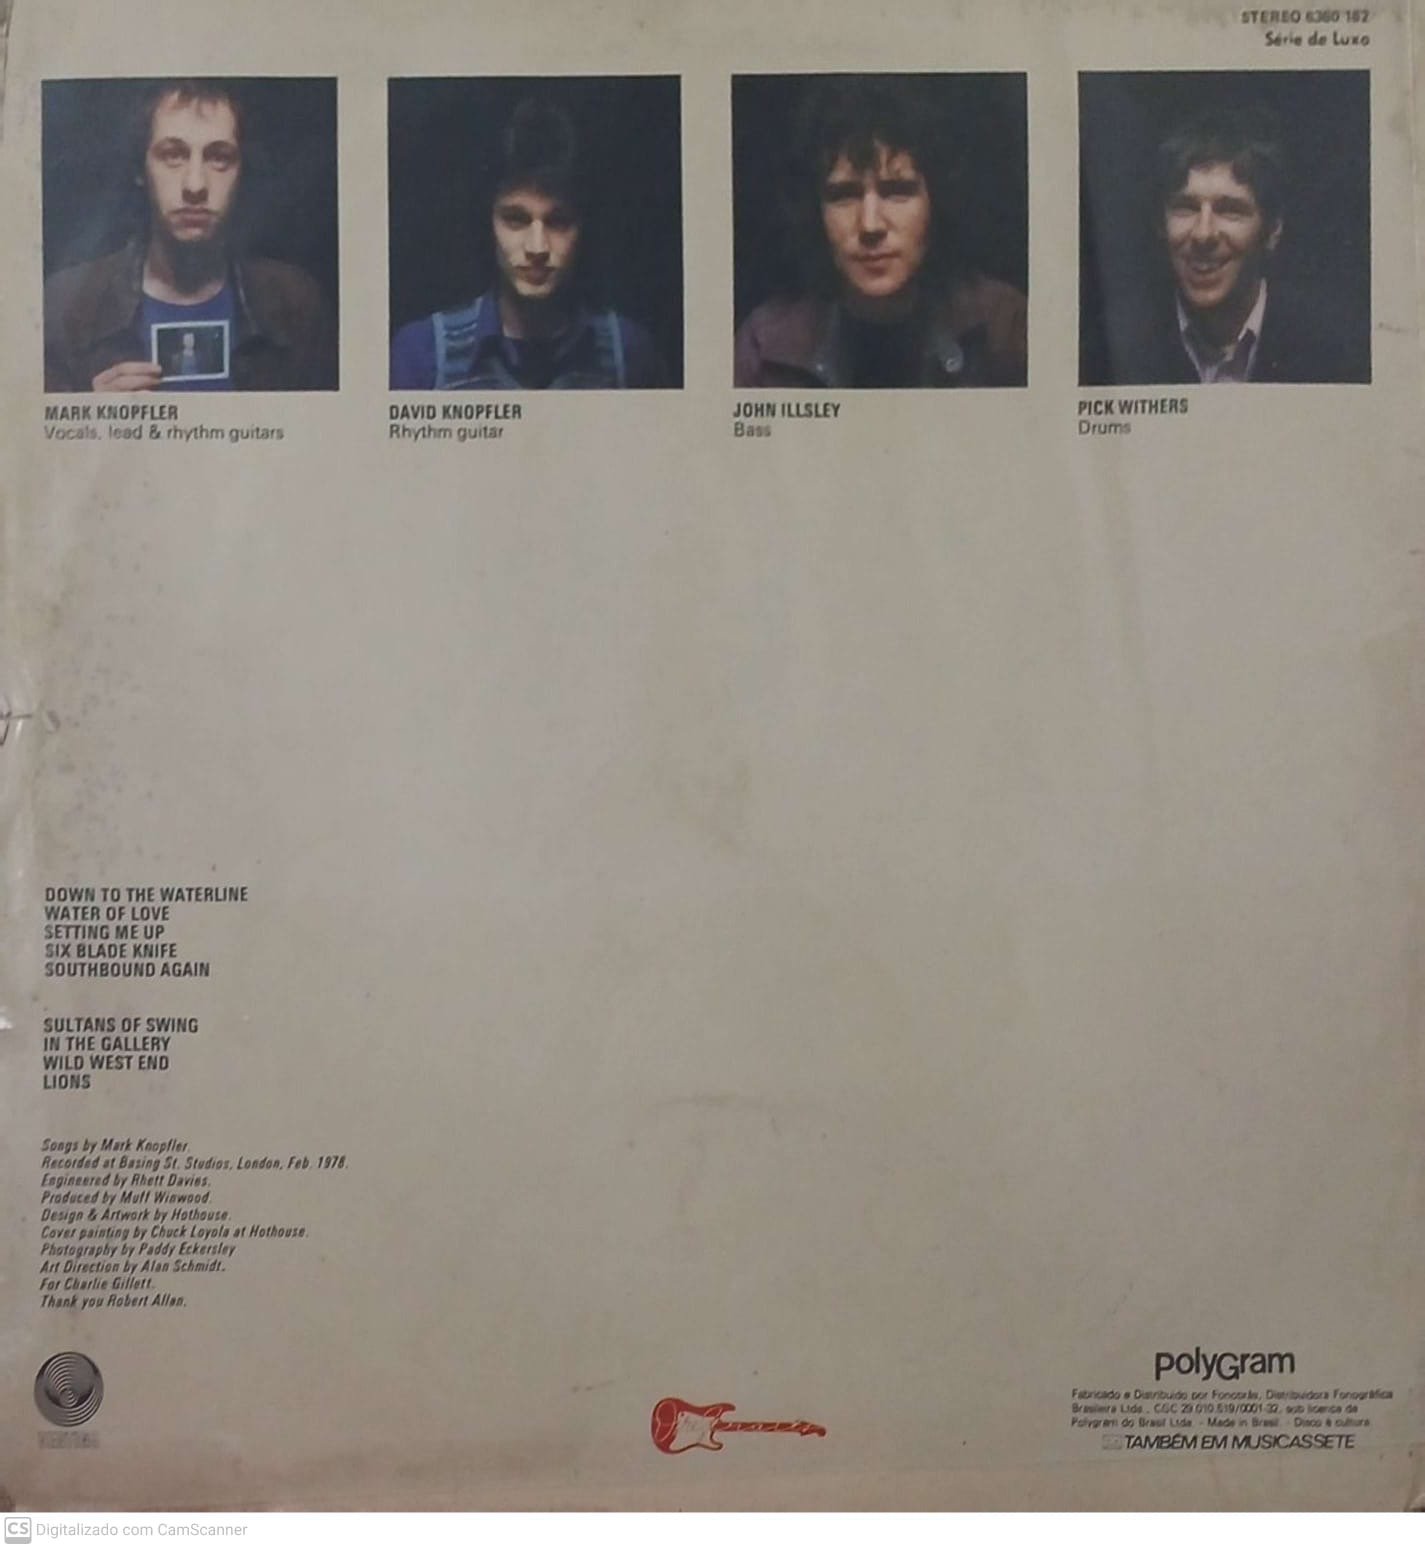 STEREO 6360 162
Série de Luxo
MARK KNOPFLER
Vocals, lead & rhythm guitars
DAVID KNOPFLER
Rhythm guitar
JOHN ILLSLEY
Bass
PICK WITHERS
Drums
DOWN TO THE WATERLINE
WATER OF LOVE
SETTING ME UP
SIX BLADE KNIFE
SOUTHBOUND AGAIN
SULTANS OF SWING
IN THE GALLERY
WILD WEST END
LIONS
Songs by Mark Knopfler.
Recorded at Basing St. Studios, London, Feb. 1978.
Engineered by Rhett Davies.
Produced by Muff Winwood.
Design & Artwork by Hothouse.
Cover painting by Chuck Loyola at Hothouse.
Photography by Paddy Eckersley
Art Direction by Alan Schmidt.
For Charlie Gillett.
Thank you Robert Allan.
VERTIGO
polyGram
Fabricado e Distribuido por Fonobrás, Distribuidora Fonográfica
Brasileira Ltda., CGC 29.010.519/0001-32, sob licença da
Polygram do Brasil Ltda. - Made in Brasil - Disco é cultura
TAMBÉM EM MUSICASSETE
CS Digitalizado com CamScanner